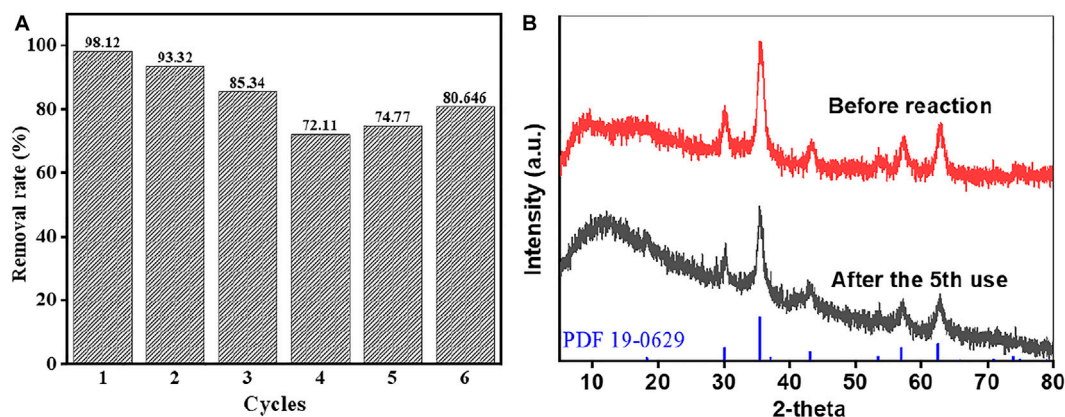 A
Removal rate (%)
100
80
60
40
20
0
98.12
93.32
85.34
72.11
74.77
80.646
1 2 3 4 5 6
Cycles
B
Intensity (a.u.)
Before reaction
After the 5th use
PDF 19-0629
10 20 30 40 50 60 70 80
2-theta